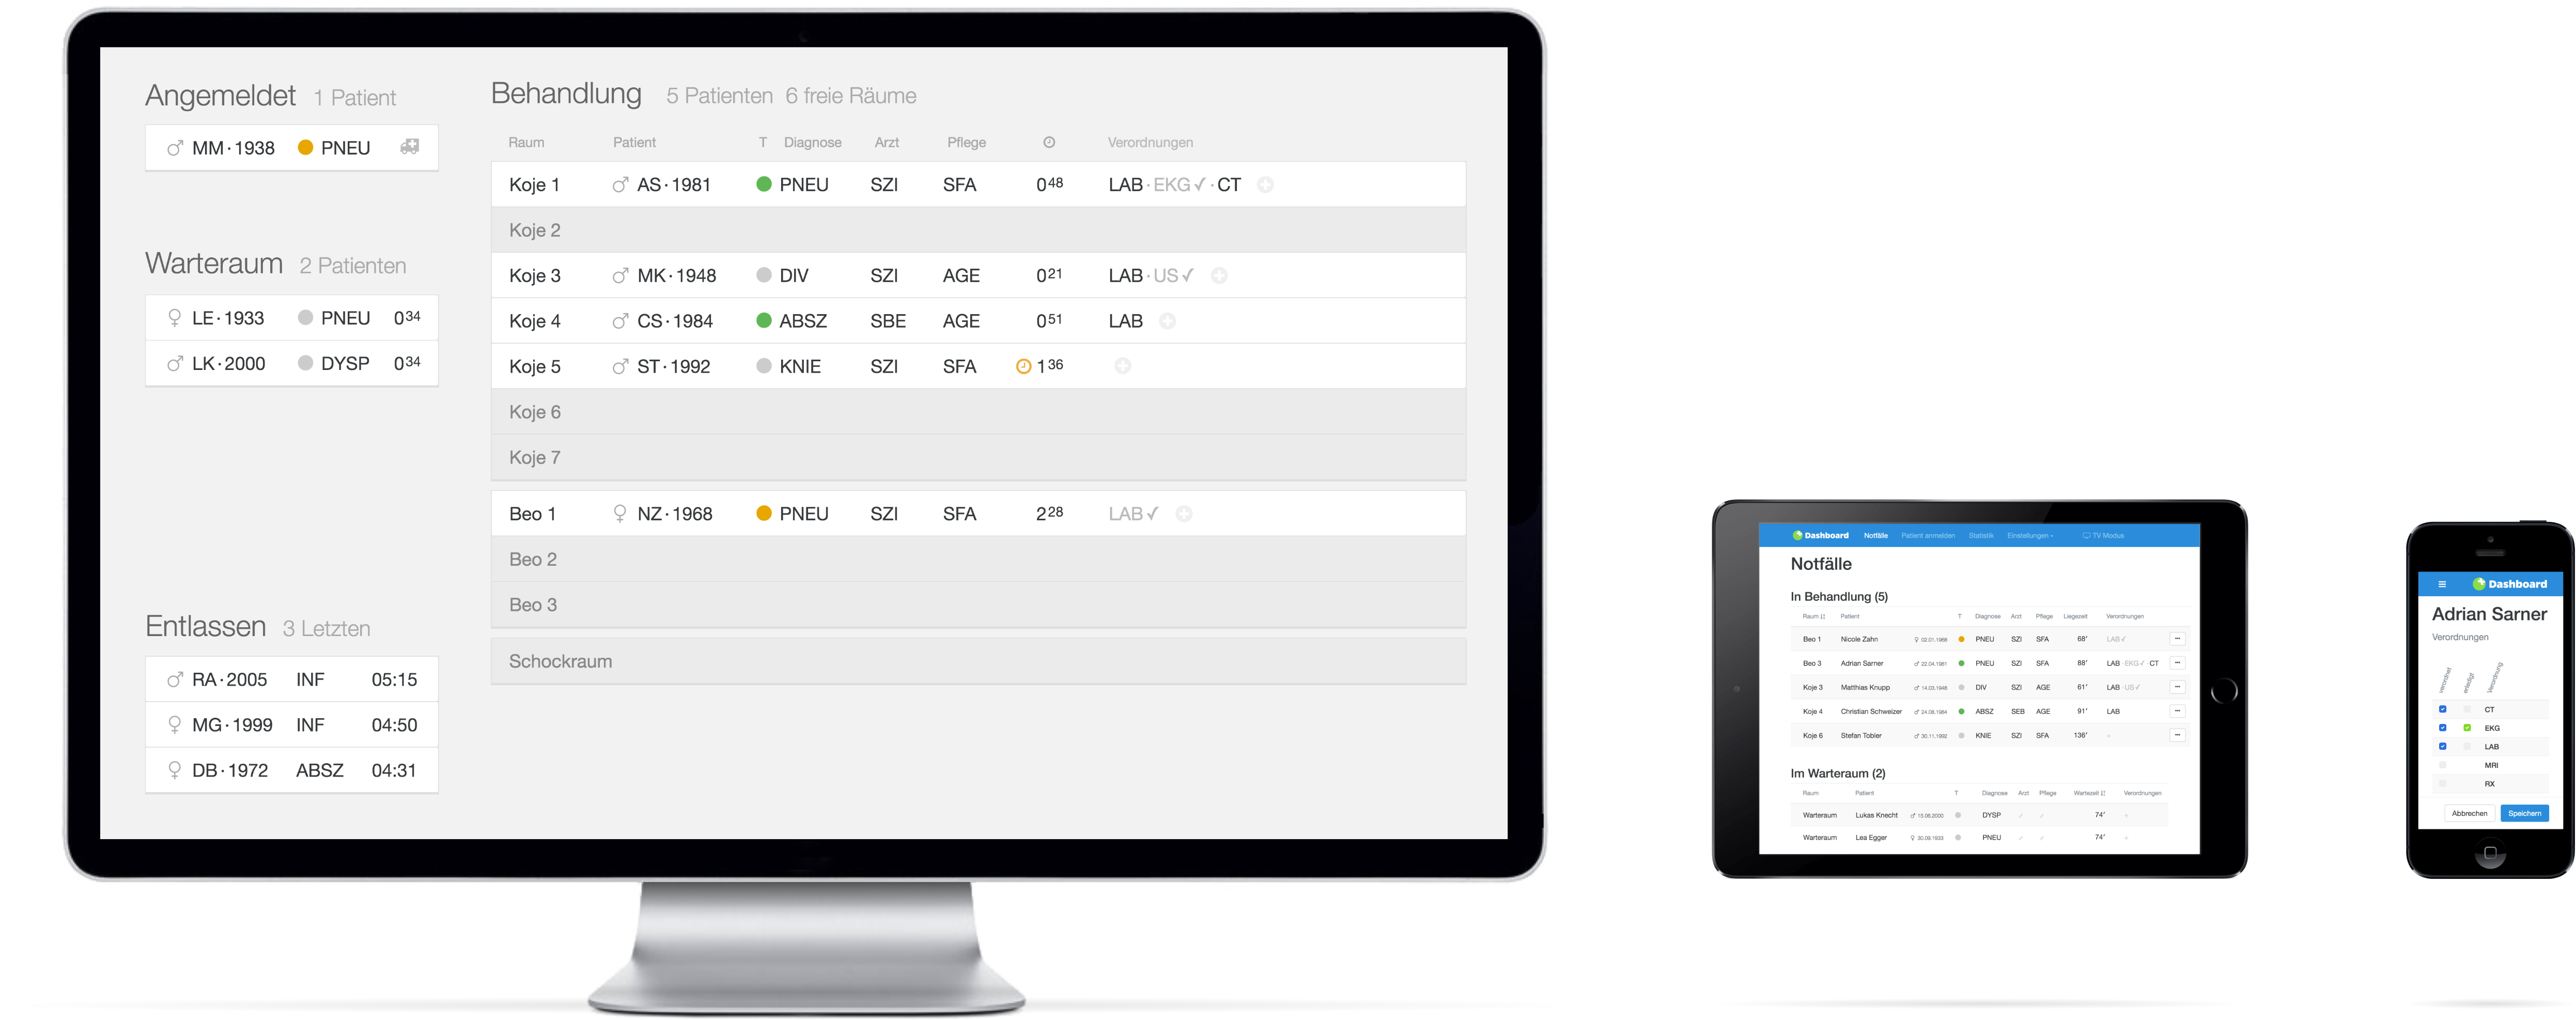 Angemeldet 1 Patient
MM·1938 PNEU
Warteraum 2 Patienten
LE·1933 PNEU 0 34
LK·2000 DYSP 0 34
Entlassen 3 Letzten
RA·2005 INF 05:15
MG·1999 INF 04:50
DB·1972 ABSZ 04:31
Behandlung 5 Patienten 6 freie Räume
Raum Patient T Diagnose Arzt Pflege Verordnungen
Koje 1 AS·1981 PNEU SZI SFA 0 48 LAB · EKG ✓ · CT
Koje 2
Koje 3 MK·1948 DIV SZI AGE 0 21 LAB · US ✓
Koje 4 CS·1984 ABSZ SBE AGE 0 51 LAB
Koje 5 ST·1992 KNIE SZI SFA 1 36
Koje 6
Koje 7
Beo 1 NZ·1968 PNEU SZI SFA 2 28 LAB ✓
Beo 2
Beo 3
Schockraum
Dashboard Notfälle Patient anmelden Statistik Einstellungen TV Modus
Notfälle
In Behandlung (5)
Raum Patient T Diagnose Arzt Pflege Liegezeit Verordnungen
Beo 1 Nicole Zahn 02.01.1968 PNEU SZI SFA 68' LAB ✓
Beo 3 Adrian Sarner 22.04.1981 PNEU SZI SFA 88' LAB · EKG ✓ · CT
Koje 3 Matthias Knupp 14.03.1948 DIV SZI AGE 61' LAB · US ✓
Koje 4 Christian Schweizer 24.08.1984 ABSZ SEB AGE 91' LAB
Koje 6 Stefan Tobler 30.11.1992 KNIE SZI SFA 136'
Im Warteraum (2)
Raum Patient T Diagnose Arzt Pflege Wartezeit Verordnungen
Warteraum Lukas Knecht 15.08.2000 DYSP 74'
Warteraum Lea Egger 30.09.1933 PNEU 74'
Dashboard
Adrian Sarner
Verordnungen
verordnet erledigt Verordnung
CT
EKG
LAB
MRI
RX
Abbrechen Speichern